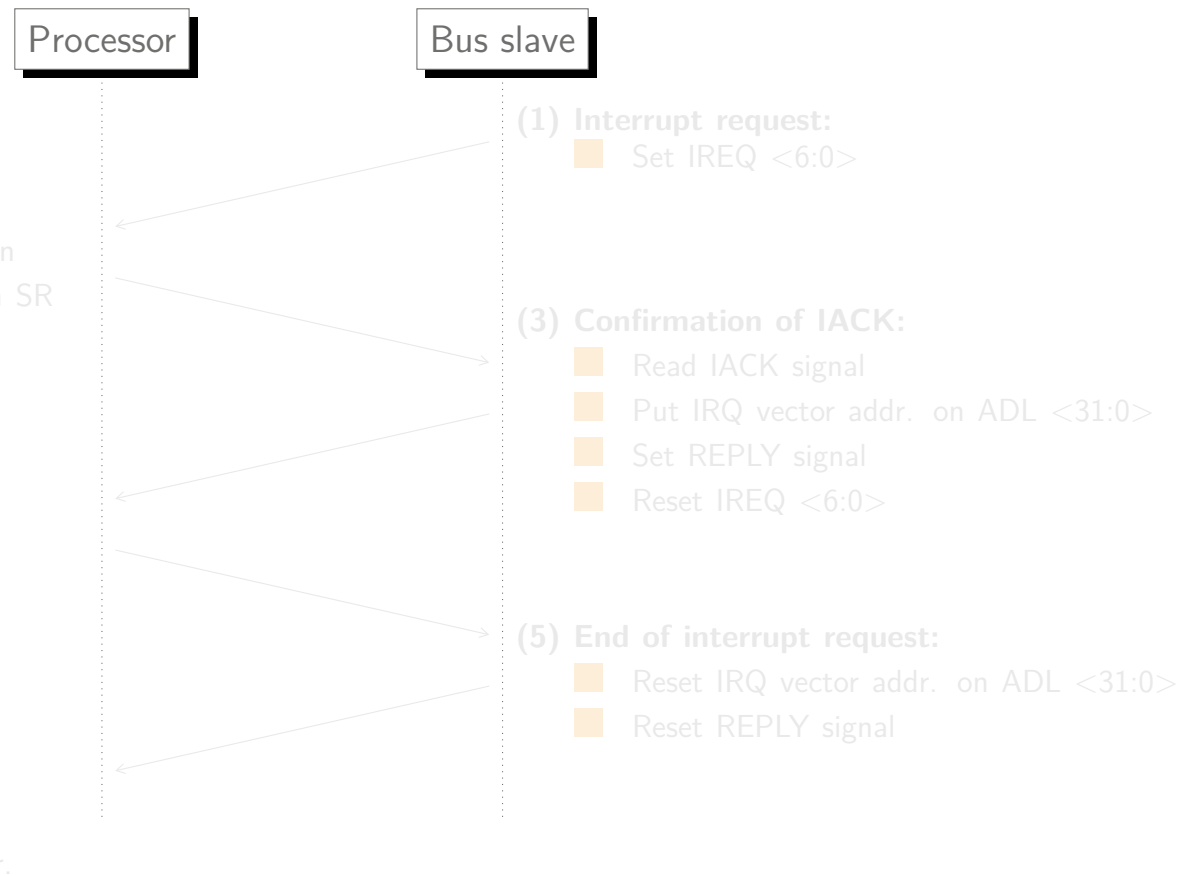 Processor
Bus slave
(1) Interrupt request:
Set IREQ <6:0>
n
SR
(3) Confirmation of IACK:
Read IACK signal
Put IRQ vector addr. on ADL <31:0>
Set REPLY signal
Reset IREQ <6:0>
(5) End of interrupt request:
Reset IRQ vector addr. on ADL <31:0>
Reset REPLY signal
r.